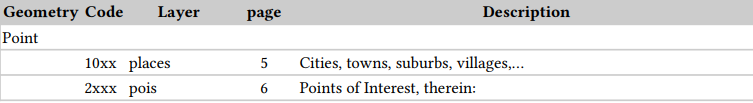 Geometry Code Layer page Description
Point
10xx places 5 Cities, towns, suburbs, villages,...
2xxx pois 6 Points of Interest, therein: